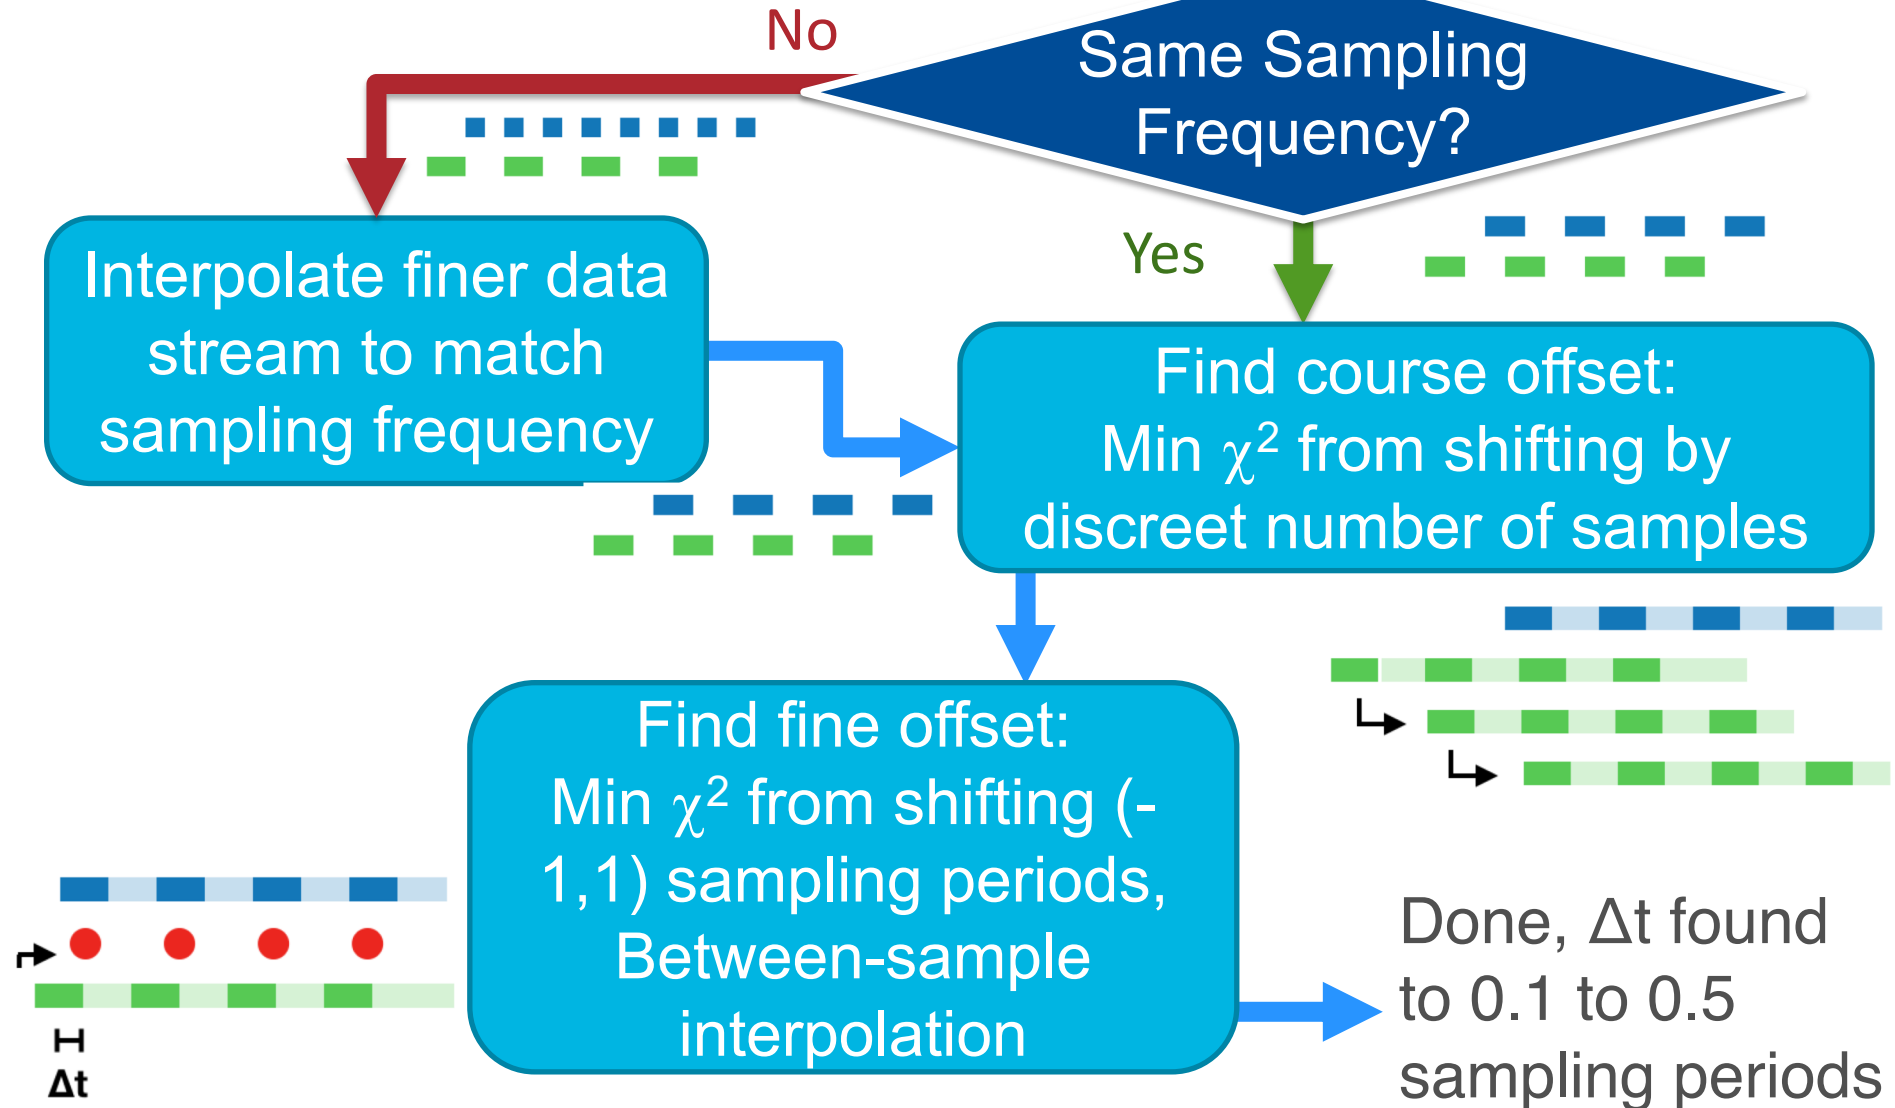 No
Same Sampling
Frequency?
Yes
Interpolate finer data
stream to match
sampling frequency
Find course offset:
Min χ² from shifting by
discreet number of samples
Find fine offset:
Min χ² from shifting (-
1,1) sampling periods,
Between-sample
interpolation
Δt
Done, Δt found
to 0.1 to 0.5
sampling periods